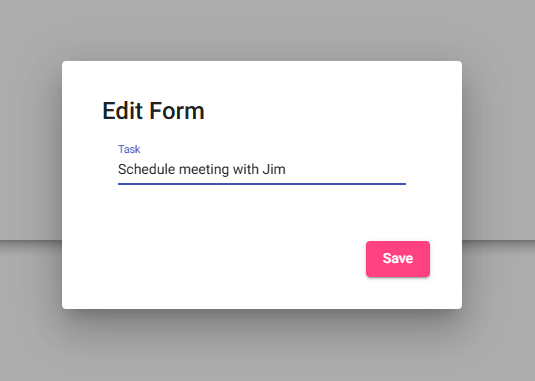 Edit Form
Task
Schedule meeting with Jim
Save